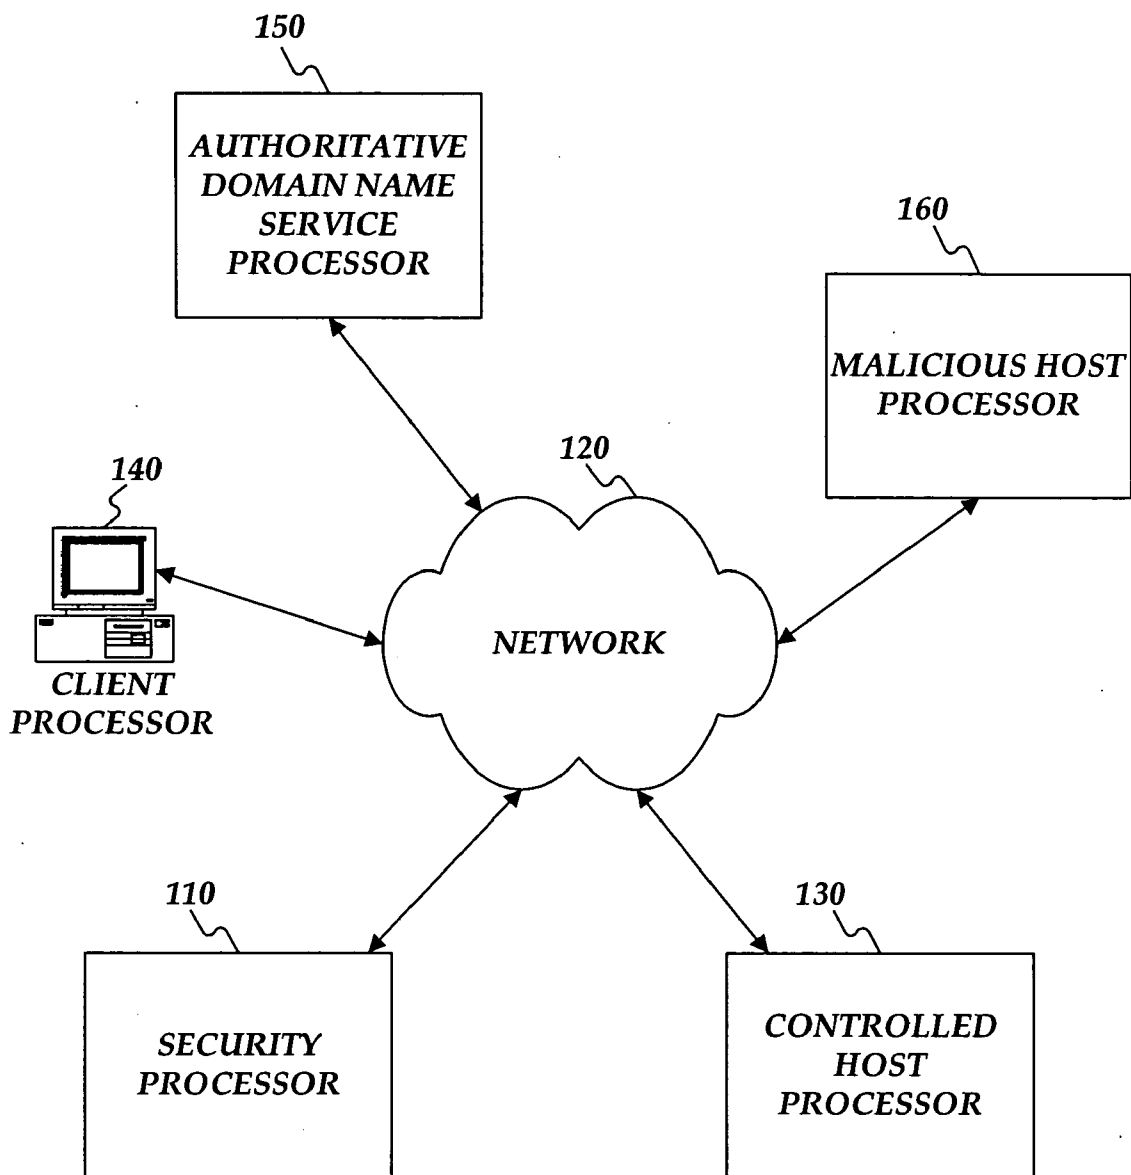 150
AUTHORITATIVE
DOMAIN NAME
SERVICE
PROCESSOR
160
MALICIOUS HOST
PROCESSOR
120
140
NETWORK
CLIENT
PROCESSOR
110
130
SECURITY
PROCESSOR
CONTROLLED
HOST
PROCESSOR